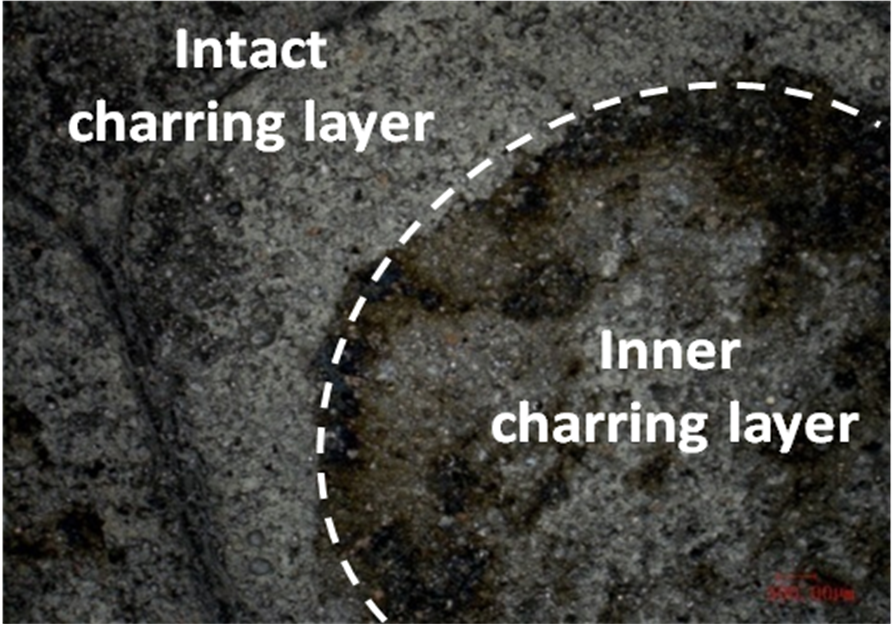 Intact
charring layer
Inner
charring layer